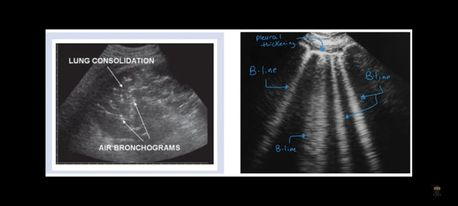 LUNG CONSOLIDATION
AIR BRONCHOGRAMS
pleural
thickening
B-line
B-line
B-line